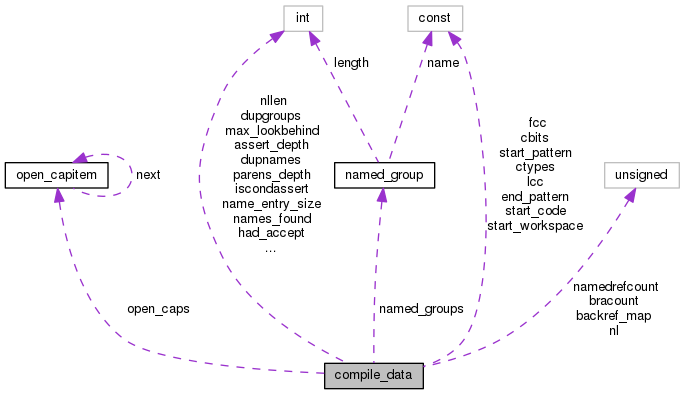 int
const
length
name
nllen
dupgroups
max_lookbehind
assert_depth
dupnames
parens_depth
iscondassert
name_entry_size
names_found
had_accept
...
fcc
cbits
start_pattern
ctypes
lcc
end_pattern
start_code
start_workspace
open_capitem
next
named_group
unsigned
open_caps
named_groups
namedrefcount
bracount
backref_map
nl
compile_data